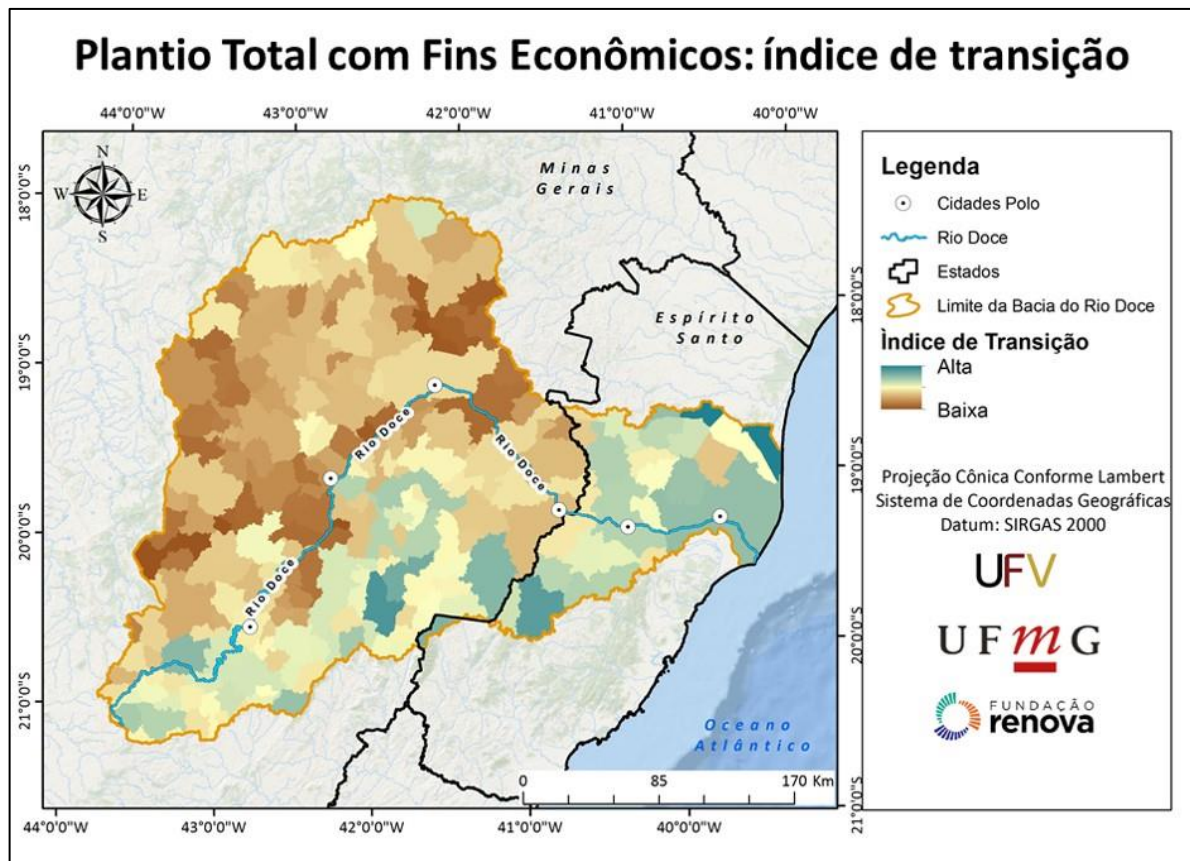 Plantio Total com Fins Econômicos: índice de transição
44°0'0"W 43°0'0"W 42°0'0"W 41°0'0"W 40°0'0"W
18°0'0"S
19°0'0"S
20°0'0"S
21°0'0"S
N
W E
S
Minas
Gerais
Espírito
Santo
Rio Doce
Rio Doce
Rio Doce
Oceano
Atlântico
0 85 170 Km
18°0'0"S
19°0'0"S
20°0'0"S
21°0'0"S
44°0'0"W 43°0'0"W 42°0'0"W 41°0'0"W 40°0'0"W
Legenda
Cidades Polo
Rio Doce
Estados
Limite da Bacia do Rio Doce
Ìndice de Transição
Alta
Baixa
Projeção Cônica Conforme Lambert
Sistema de Coordenadas Geográficas
Datum: SIRGAS 2000
UFV
UFmG
FUNDAÇÃO
renova